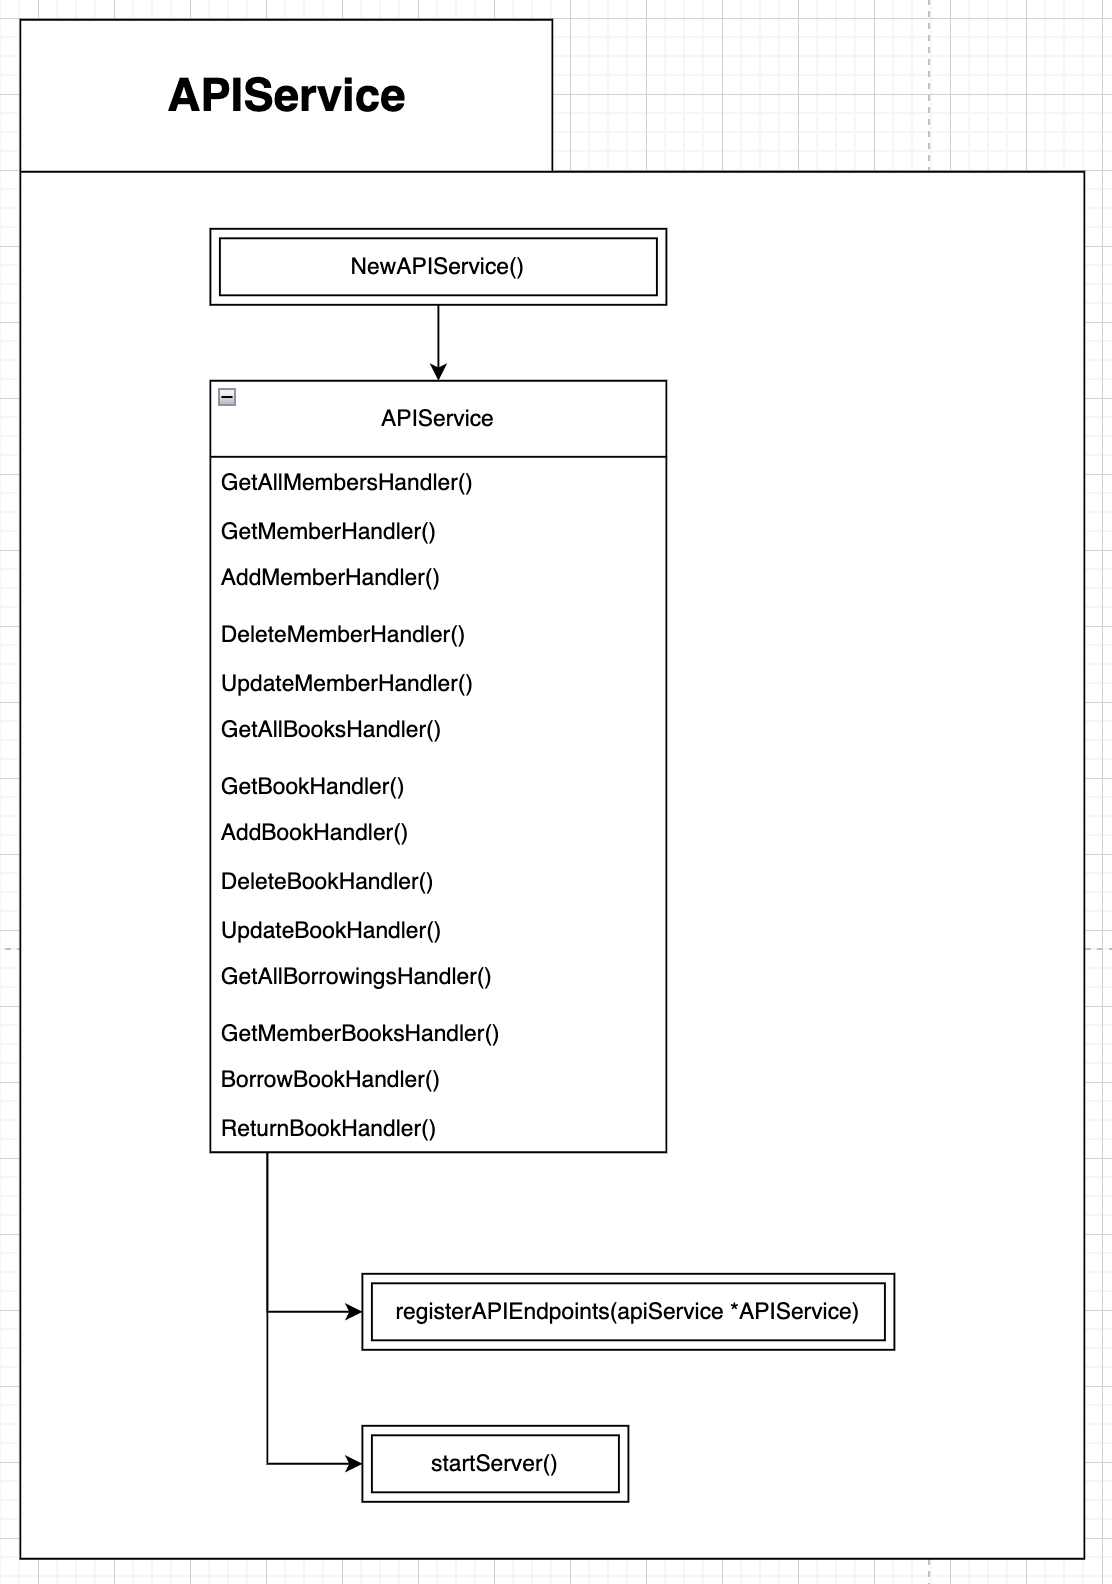 APIService
NewAPIService()
APIService
GetAllMembersHandler()
GetMemberHandler()
AddMemberHandler()
DeleteMemberHandler()
UpdateMemberHandler()
GetAllBooksHandler()
GetBookHandler()
AddBookHandler()
DeleteBookHandler()
UpdateBookHandler()
GetAllBorrowingsHandler()
GetMemberBooksHandler()
BorrowBookHandler()
ReturnBookHandler()
registerAPIEndpoints(apiService *APIService)
startServer()